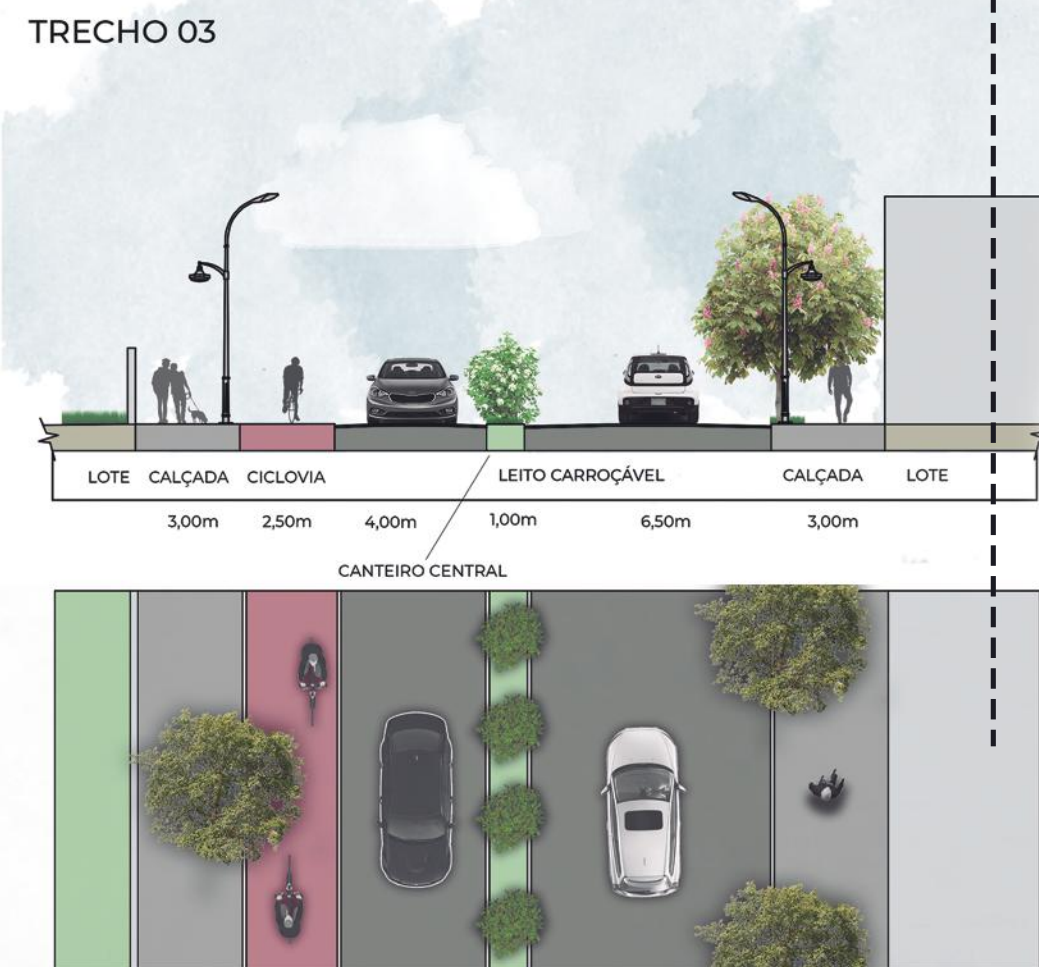 TRECHO 03
LOTE CALÇADA CICLOVIA LEITO CARROÇÁVEL CALÇADA LOTE
3,00m 2,50m 4,00m 1,00m 6,50m 3,00m
CANTEIRO CENTRAL